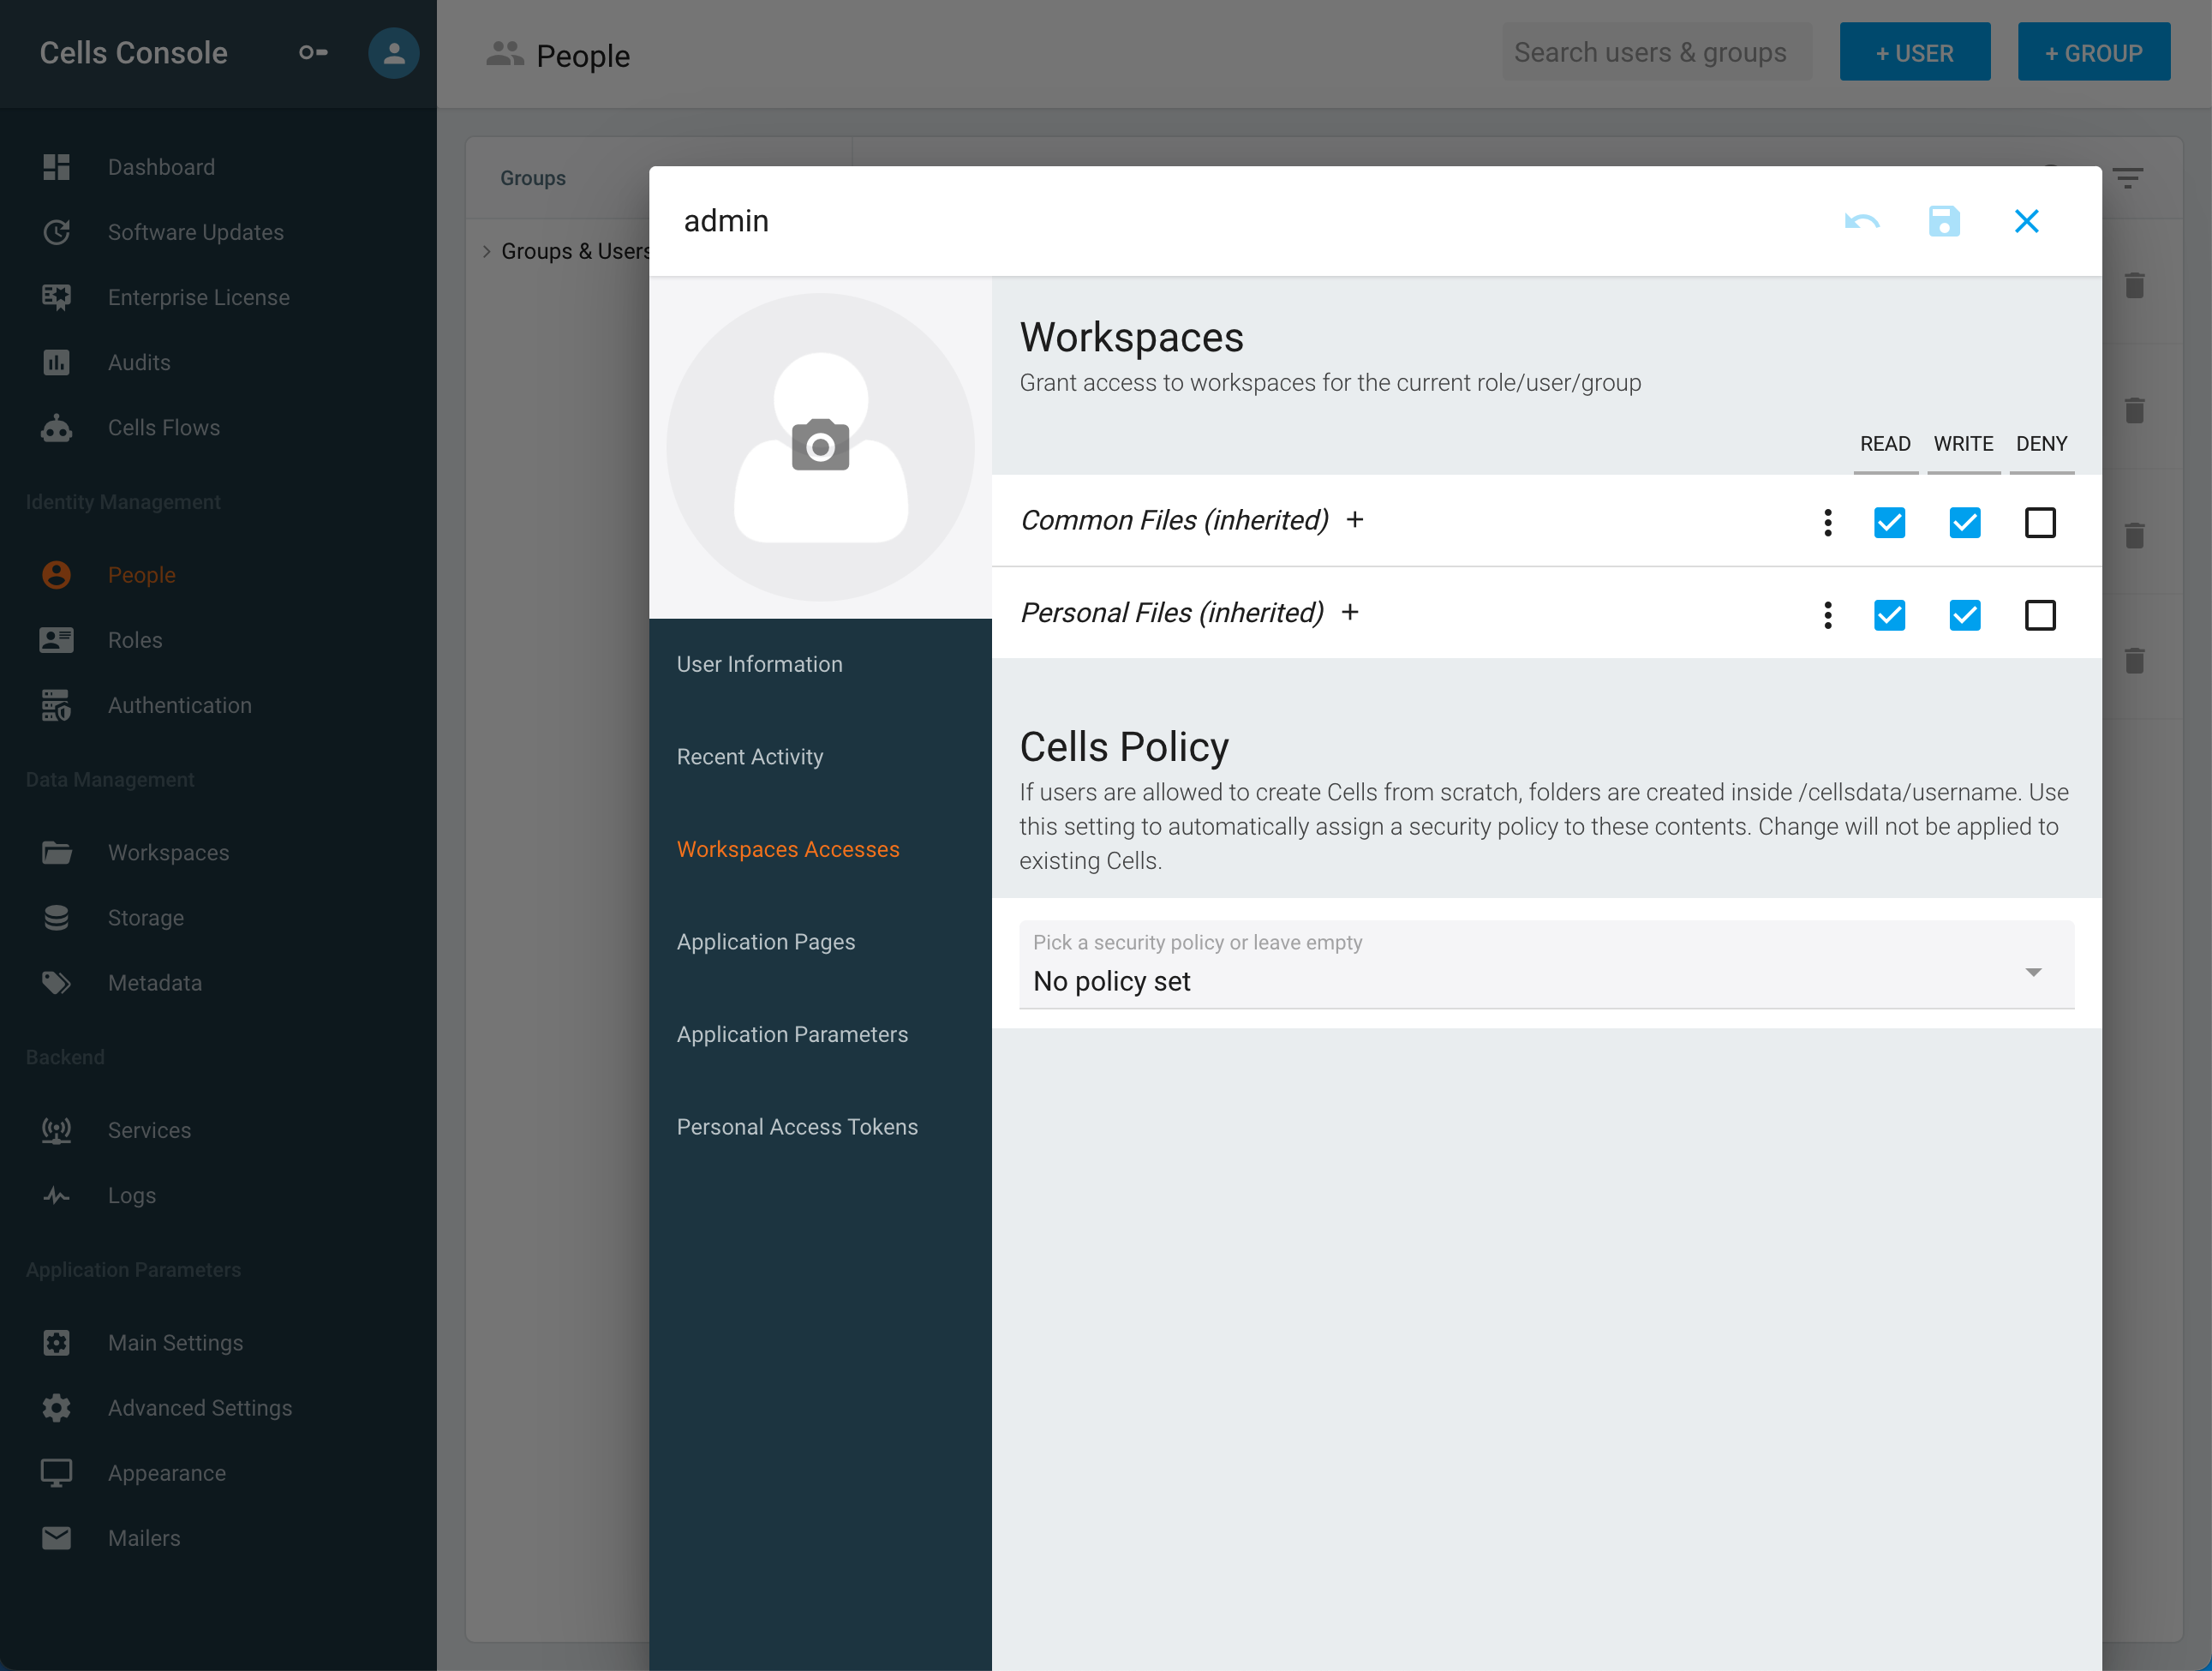 Cells Console
People
Search users & groups
+ USER
+ GROUP
Dashboard
Software Updates
Enterprise License
Audits
Cells Flows
Identity Management
People
Roles
Authentication
Data Management
Workspaces
Storage
Metadata
Backend
Services
Logs
Application Parameters
Main Settings
Advanced Settings
Appearance
Mailers
Groups
Groups & Users
admin
User Information
Recent Activity
Workspaces Accesses
Application Pages
Application Parameters
Personal Access Tokens
Workspaces
Grant access to workspaces for the current role/user/group
READ WRITE DENY
Common Files (inherited) +
Personal Files (inherited) +
Cells Policy
If users are allowed to create Cells from scratch, folders are created inside /cellsdata/username. Use
this setting to automatically assign a security policy to these contents. Change will not be applied to
existing Cells.
Pick a security policy or leave empty
No policy set